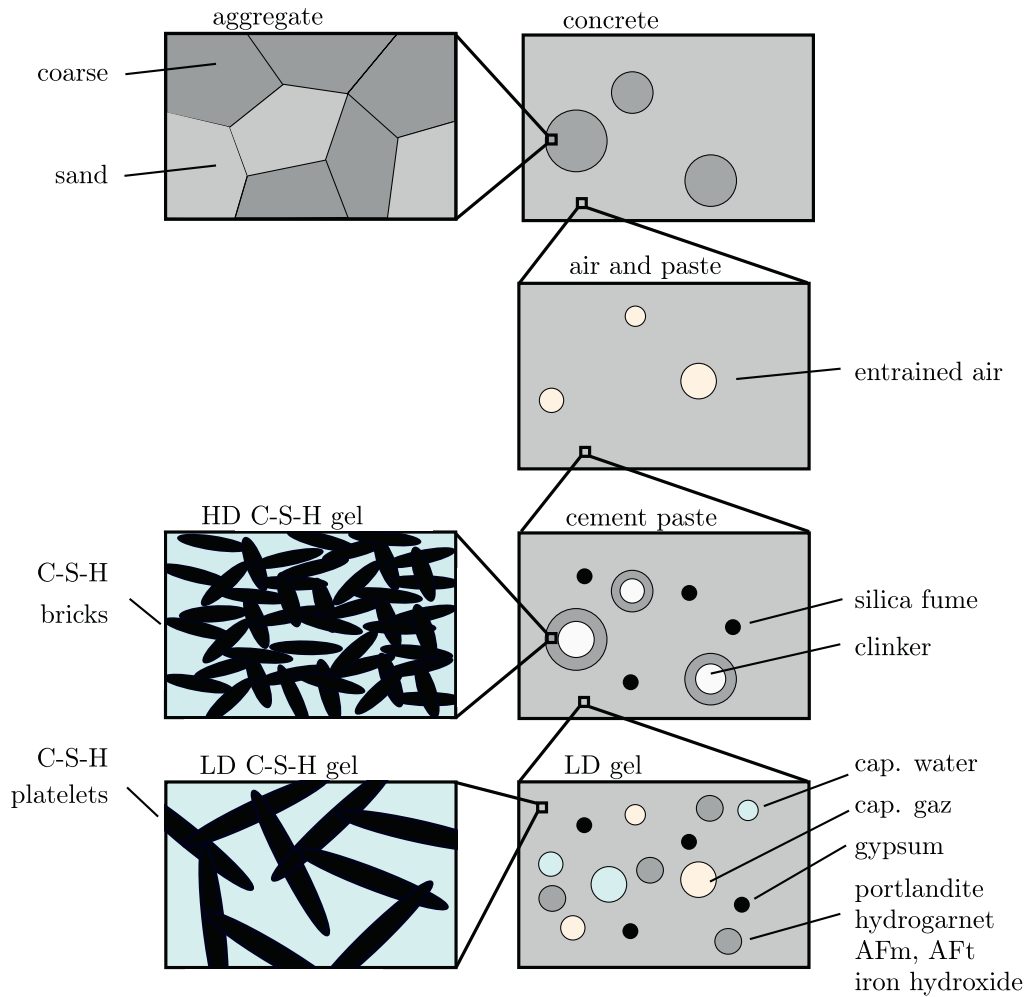 aggregate
concrete
coarse
sand
air and paste
entrained air
HD C-S-H gel
cement paste
C-S-H
bricks
silica fume
clinker
C-S-H
platelets
LD C-S-H gel
LD gel
cap. water
cap. gaz
gypsum
portlandite
hydrogarnet
AFm, AFt
iron hydroxide